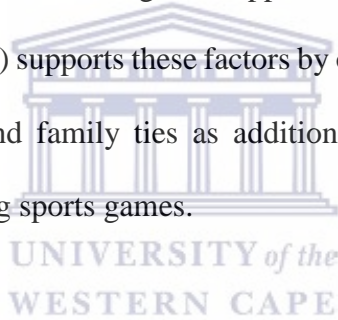 ) supports these factors by
nd family ties as addition
g sports games.
UNIVERSITY of the
WESTERN CAPE